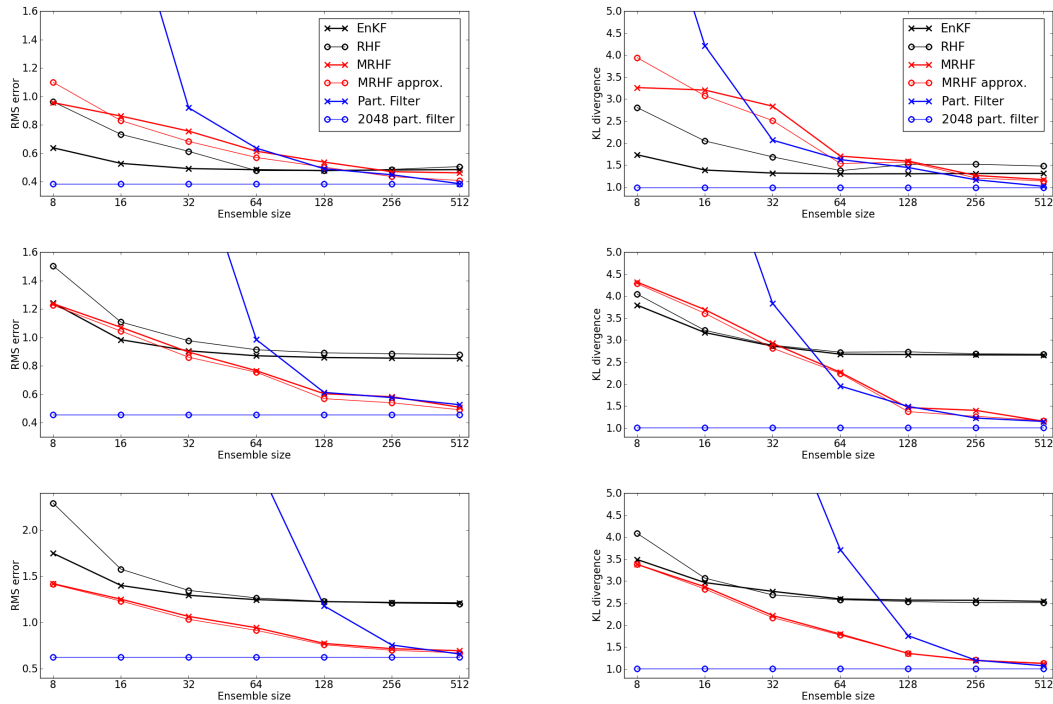 RMS error
1.6
1.4
1.2
1.0
0.8
0.6
0.4
8 16 32 64 128 256 512
Ensemble size
EnKF
RHF
MRHF
MRHF approx.
Part. Filter
2048 part. filter
KL divergence
5.0
4.5
4.0
3.5
3.0
2.5
2.0
1.5
1.0
8 16 32 64 128 256 512
Ensemble size
EnKF
RHF
MRHF
MRHF approx.
Part. Filter
2048 part. filter
RMS error
1.6
1.4
1.2
1.0
0.8
0.6
0.4
8 16 32 64 128 256 512
Ensemble size
KL divergence
5.0
4.5
4.0
3.5
3.0
2.5
2.0
1.5
1.0
8 16 32 64 128 256 512
Ensemble size
RMS error
2.0
1.5
1.0
0.5
8 16 32 64 128 256 512
Ensemble size
KL divergence
5.0
4.5
4.0
3.5
3.0
2.5
2.0
1.5
1.0
8 16 32 64 128 256 512
Ensemble size